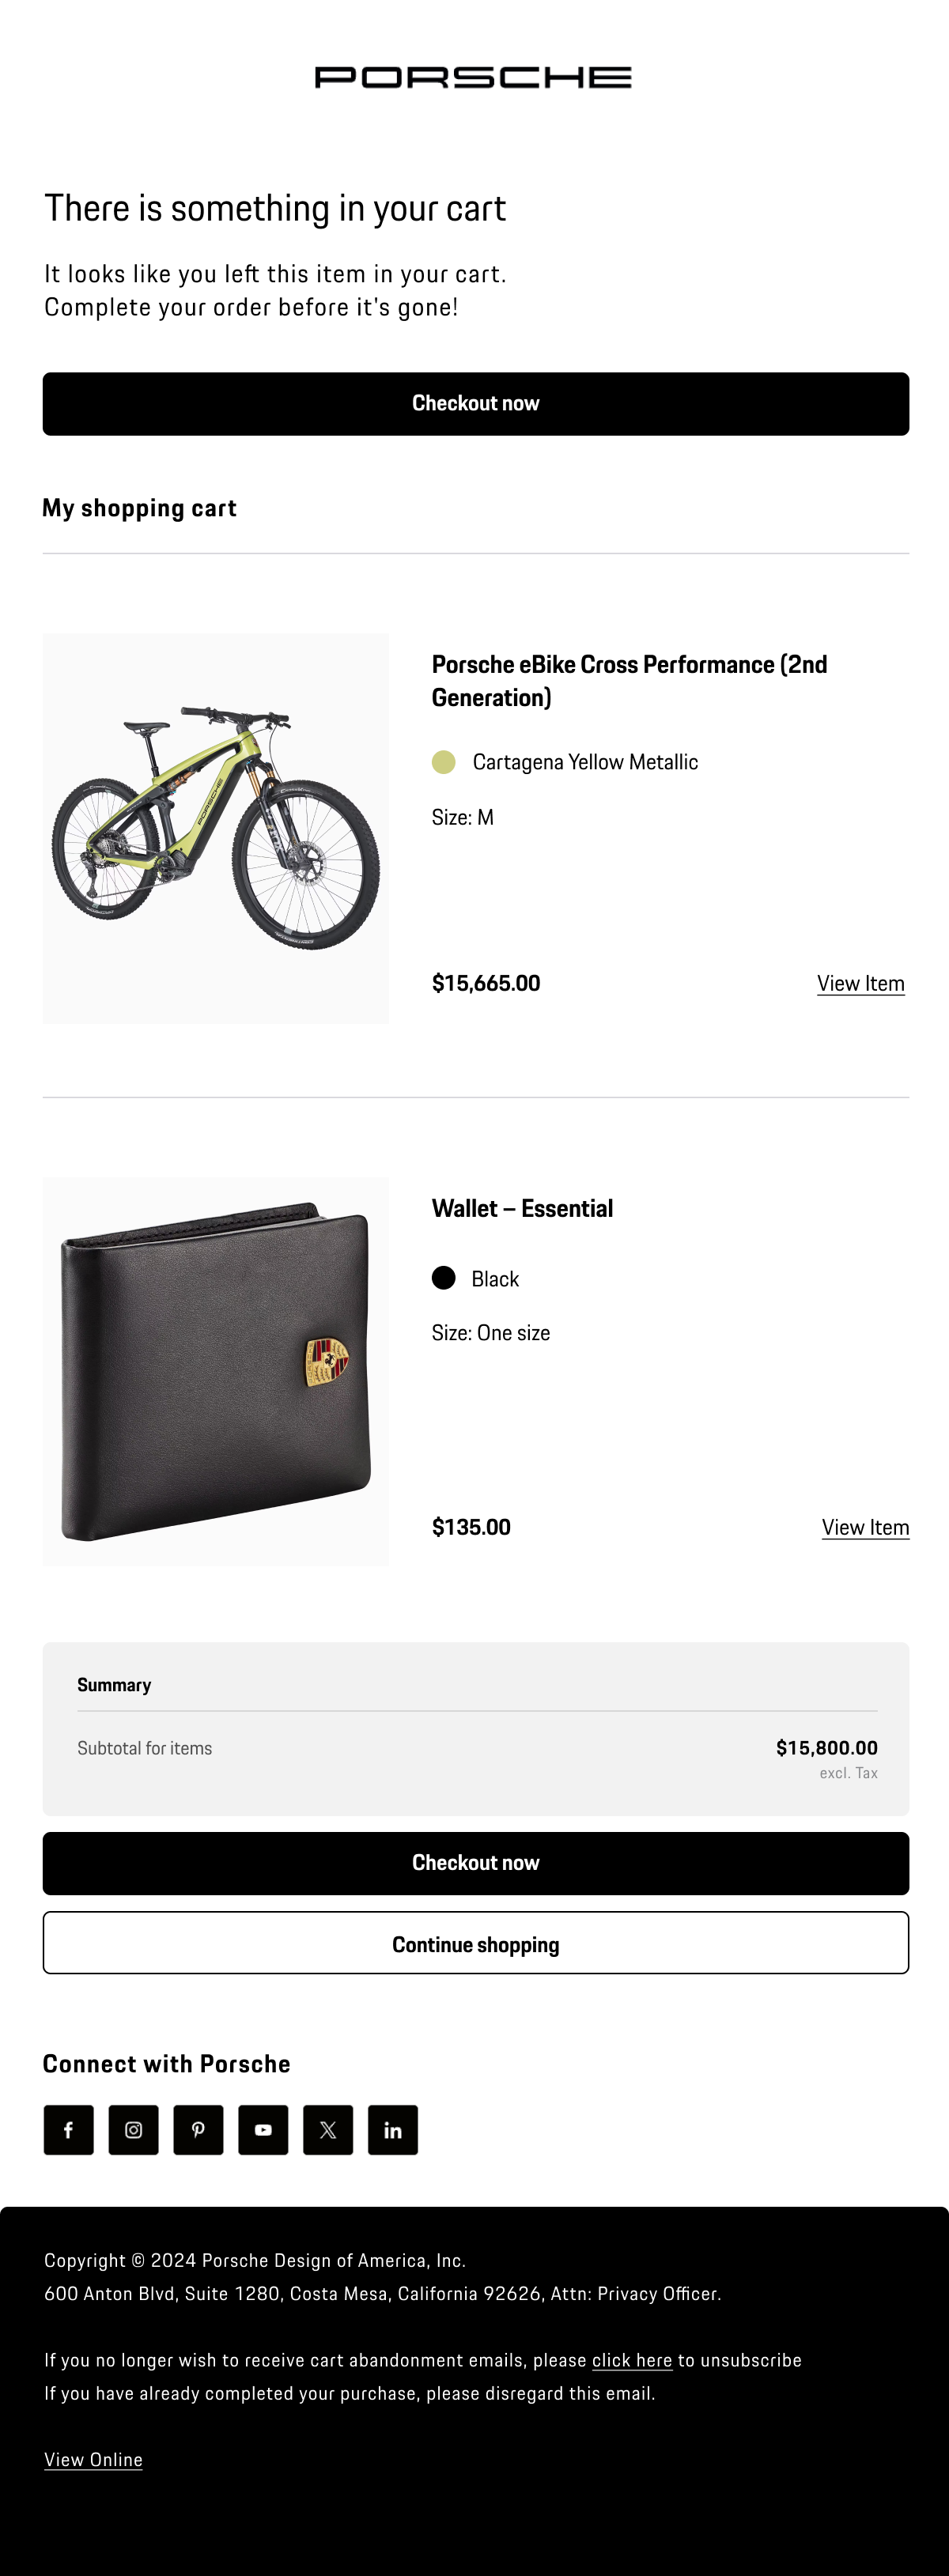 PORSCHE
There is something in your cart
It looks like you left this item in your cart.
Complete your order before it's gone!
Checkout now
My shopping cart
Porsche eBike Cross Performance (2nd
Generation)
Cartagena Yellow Metallic
Size: M
PORSCHE
$15,665.00
View Item
Wallet – Essential
Black
Size: One size
$135.00
View Item
Summary
Subtotal for items
$15,800.00
excl. Tax
Checkout now
Continue shopping
Connect with Porsche
Copyright © 2024 Porsche Design of America, Inc.
600 Anton Blvd, Suite 1280, Costa Mesa, California 92626, Attn: Privacy Officer.
If you no longer wish to receive cart abandonment emails, please click here to unsubscribe
If you have already completed your purchase, please disregard this email.
View Online